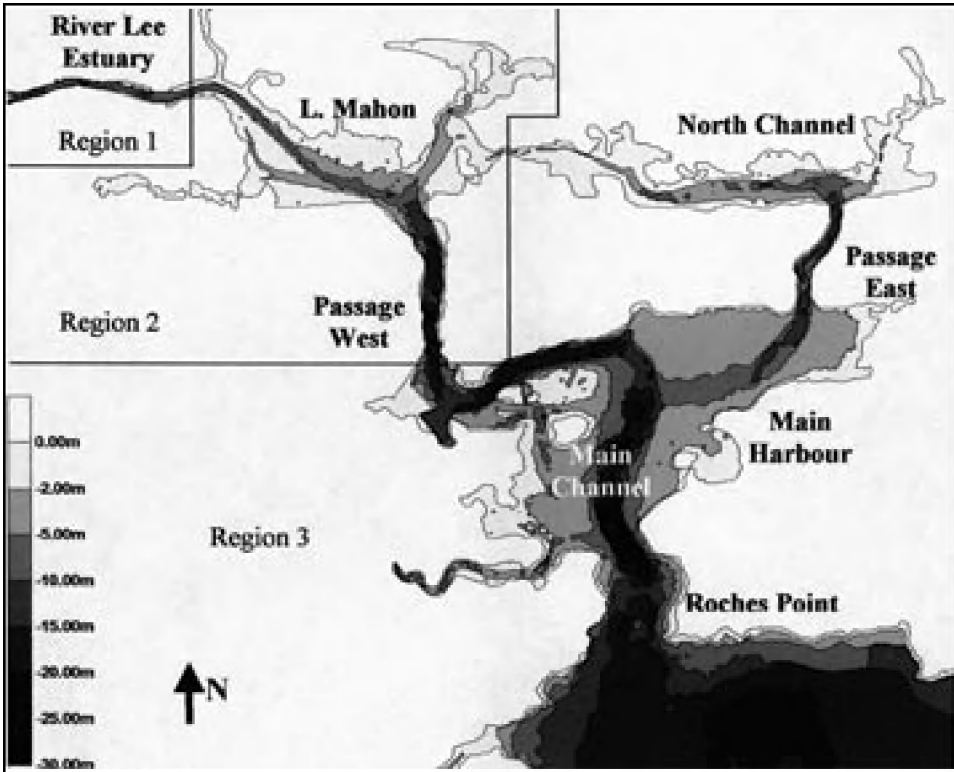 River Lee
Estuary
L. Mahon
Region 1
North Channel
Passage
East
Region 2
Passage
West
Main
Harbour
Main
Channel
Region 3
Roches Point
N
0.00m
-2.00m
-5.00m
-10.00m
-15.00m
-20.00m
-25.00m
-30.00m